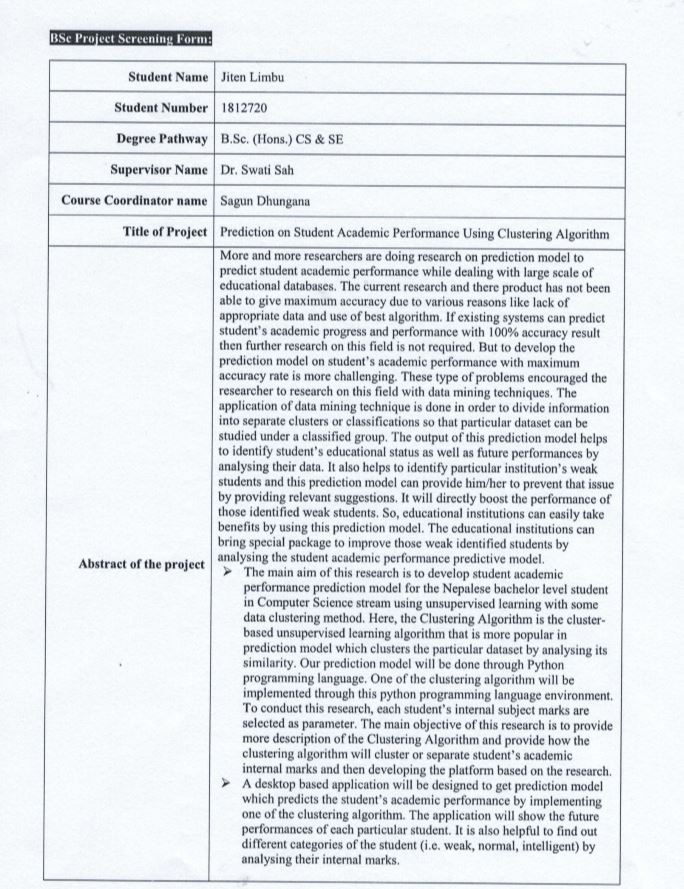 BSc Project Screening Form:
Student Name Jiten Limbu
Student Number 1812720
Degree Pathway B.Sc. (Hons.) CS & SE
Supervisor Name Dr. Swati Sah
Course Coordinator name Sagun Dhungana
Title of Project Prediction on Student Academic Performance Using Clustering Algorithm
Abstract of the project
More and more researchers are doing research on prediction model to
predict student academic performance while dealing with large scale of
educational databases. The current research and there product has not been
able to give maximum accuracy due to various reasons like lack of
appropriate data and use of best algorithm. If existing systems can predict
student's academic progress and performance with 100% accuracy result
then further research on this field is not required. But to develop the
prediction model on student's academic performance with maximum
accuracy rate is more challenging. These type of problems encouraged the
researcher to research on this field with data mining techniques. The
application of data mining technique is done in order to divide information
into separate clusters or classifications so that particular dataset can be
studied under a classified group. The output of this prediction model helps
to identify student's educational status as well as future performances by
analysing their data. It also helps to identify particular institution's weak
students and this prediction model can provide him/her to prevent that issue
by providing relevant suggestions. It will directly boost the performance of
those identified weak students. So, educational institutions can easily take
benefits by using this prediction model. The educational institutions can
bring special package to improve those weak identified students by
analysing the student academic performance predictive model.
➢ The main aim of this research is to develop student academic
performance prediction model for the Nepalese bachelor level student
in Computer Science stream using unsupervised learning with some
data clustering method. Here, the Clustering Algorithm is the cluster-
based unsupervised learning algorithm that is more popular in
prediction model which clusters the particular dataset by analysing its
similarity. Our prediction model will be done through Python
programming language. One of the clustering algorithm will be
implemented through this python programming language environment.
To conduct this research, each student's internal subject marks are
selected as parameter. The main objective of this research is to provide
more description of the Clustering Algorithm and provide how the
clustering algorithm will cluster or separate student's academic
internal marks and then developing the platform based on the research.
➢ A desktop based application will be designed to get prediction model
which predicts the student's academic performance by implementing
one of the clustering algorithm. The application will show the future
performances of each particular student. It is also helpful to find out
different categories of the student (i.e. weak, normal, intelligent) by
analysing their internal marks.